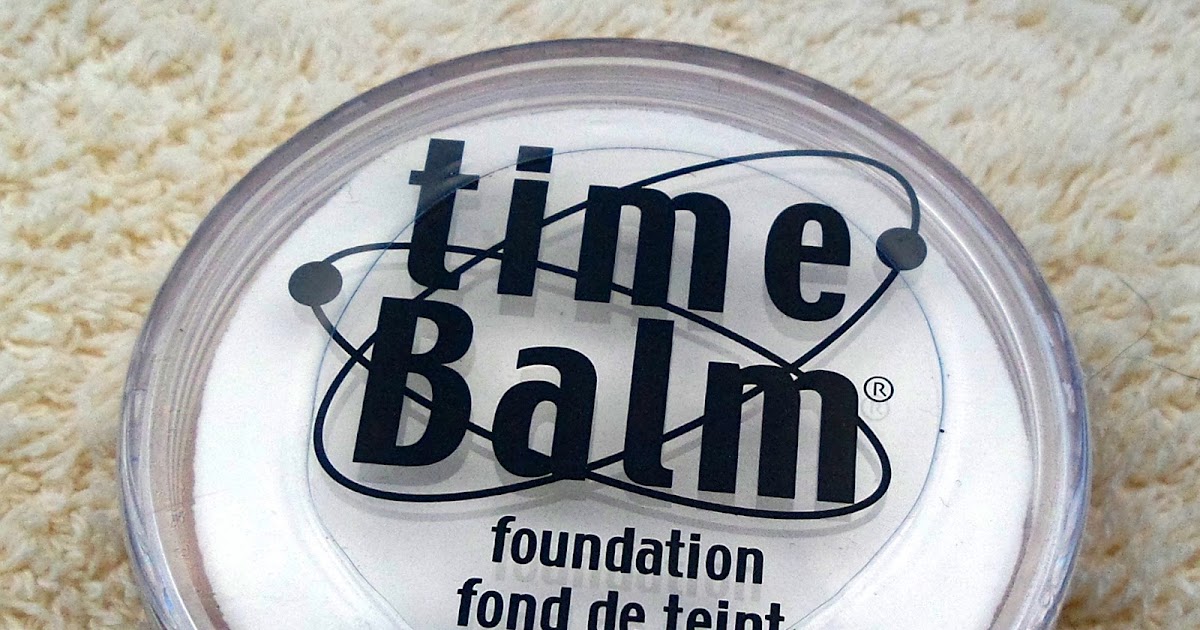 time
Balm®
foundation
fond de teint